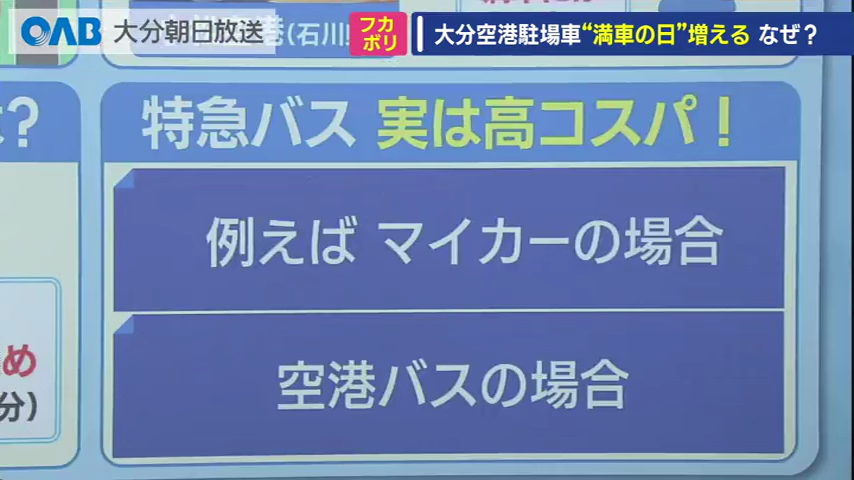 OAB 大分朝日放送
(石川
フカボリ
大分空港駐場車“満車の日”増える なぜ？
？
特急バス 実は高コスパ！
例えば マイカーの場合
空港バスの場合
め
分）